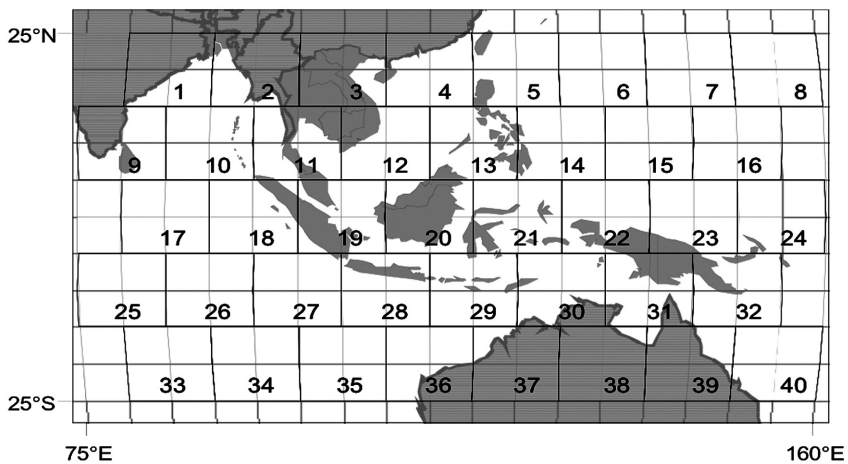 25°N
1 2 3 4 5 6 7 8
9 10 11 12 13 14 15 16
17 18 19 20 21 22 23 24
25 26 27 28 29 30 31 32
33 34 35 36 37 38 39 40
25°S
75°E 160°E